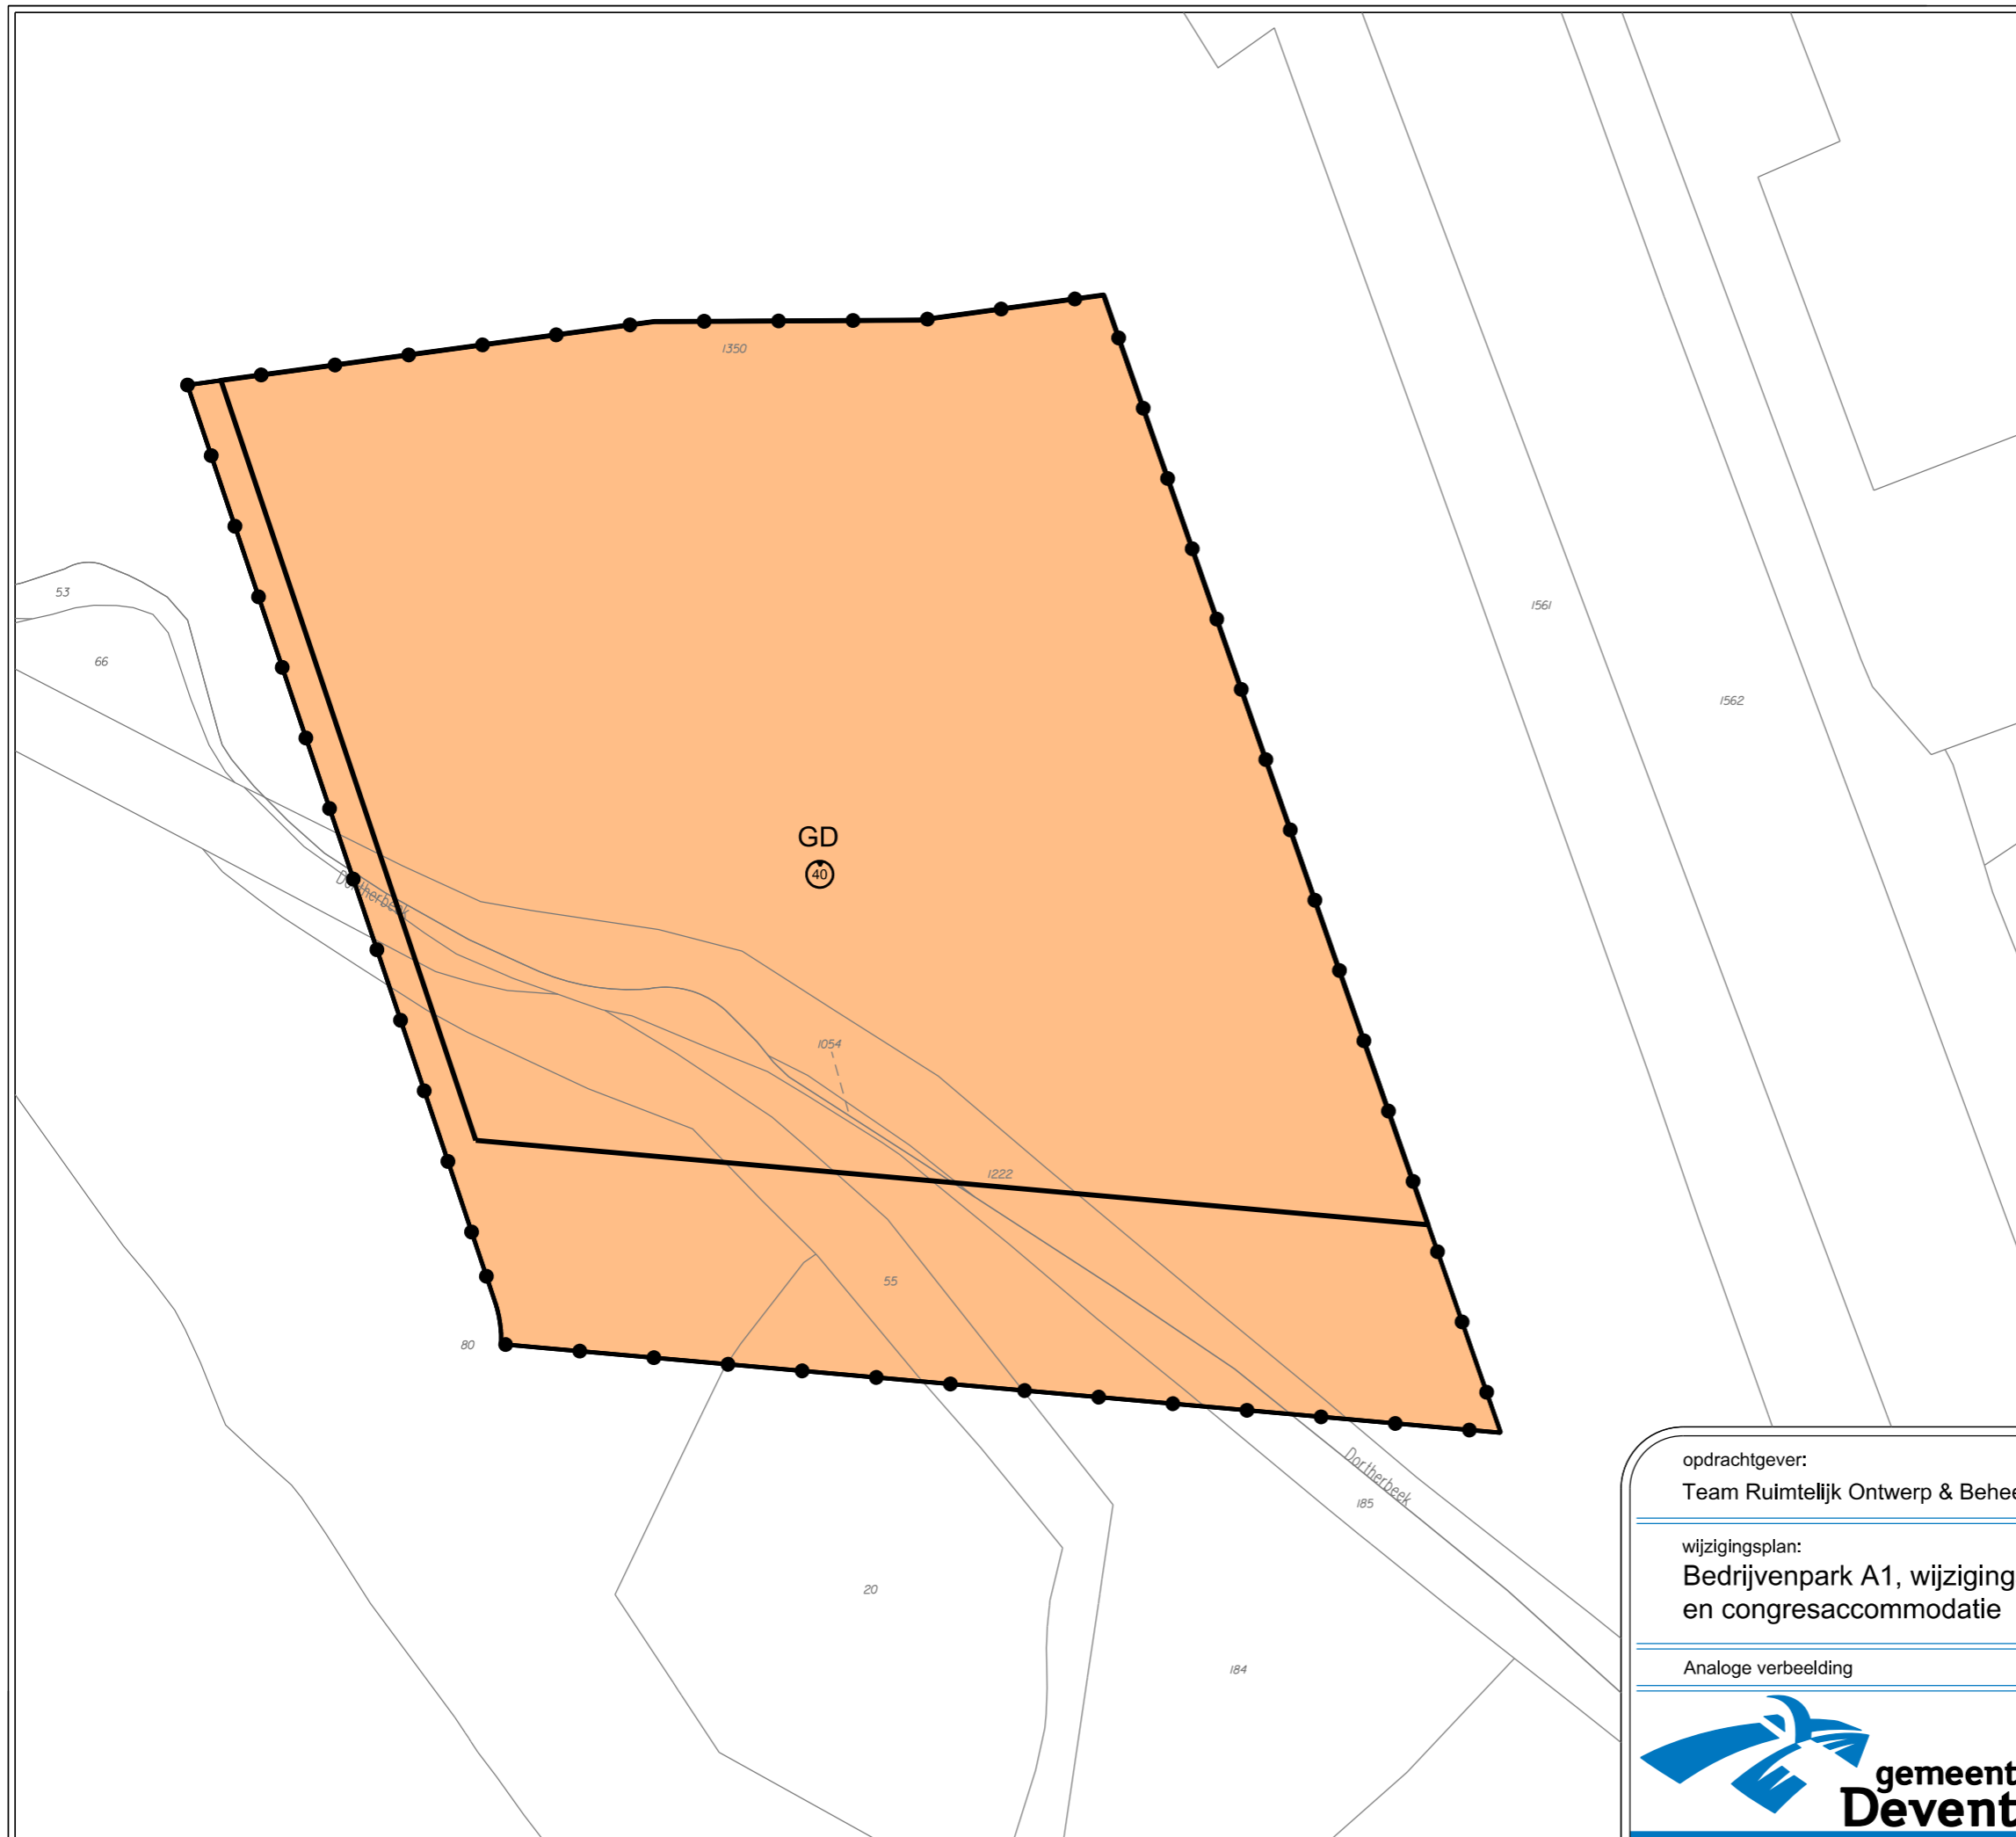 1350
53
1561
66
1562
GD
40
Dortherbeek
1054
1222
55
80
Dortherbeek
185
20
184
opdrachtgever:
Team Ruimtelijk Ontwerp & Behee
wijzigingsplan:
Bedrijvenpark A1, wijziging
en congresaccommodatie
Analoge verbeelding
gemeent
Devent